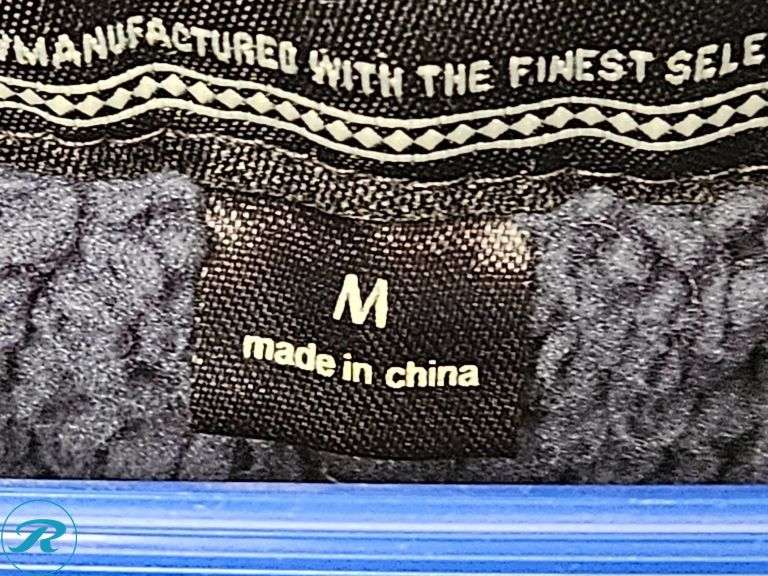 MANUFACTURED WITH THE FINEST SELE
M
made in china
R